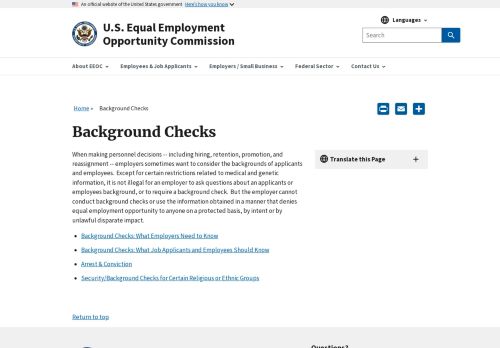 An official website of the United States government Here's how you know
U.S. Equal Employment
Opportunity Commission
Languages
Search
About EEOC
Employees & Job Applicants
Employers / Small Business
Federal Sector
Contact Us
Home » Background Checks
Background Checks
When making personnel decisions -- including hiring, retention, promotion, and
reassignment -- employers sometimes want to consider the backgrounds of applicants
and employees. Except for certain restrictions related to medical and genetic
information, it is not illegal for an employer to ask questions about an applicants or
employees background, or to require a background check. But the employer cannot
conduct background checks or use the information obtained in a manner that denies
equal employment opportunity to anyone on a protected basis, by intent or by
unlawful disparate impact.
Translate this Page
Background Checks: What Employers Need to Know
Background Checks: What Job Applicants and Employees Should Know
Arrest & Conviction
Security/Background Checks for Certain Religious or Ethnic Groups
Return to top
Questions?